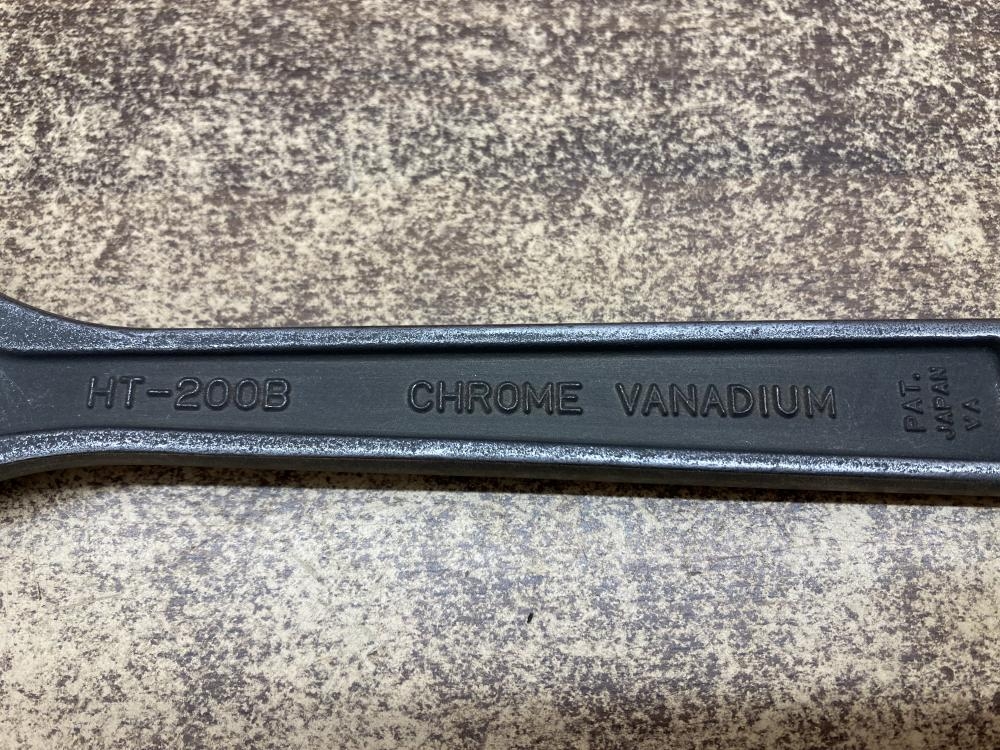 HT-200B
CHROME VANADIUM
PAT.
JAPAN
VA